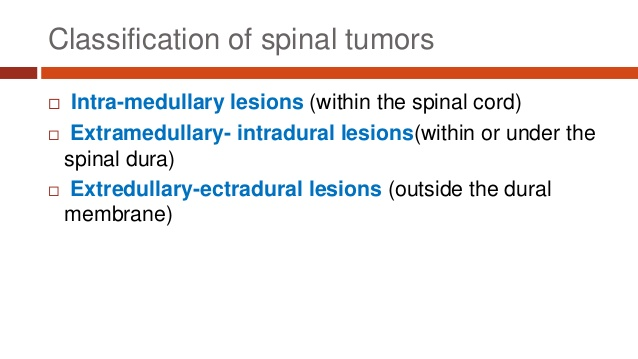 Classification of spinal tumors
Intra-medullary lesions (within the spinal cord)
Extramedullary- intradural lesions(within or under the
spinal dura)
Extredullary-ectradural lesions (outside the dural
membrane)